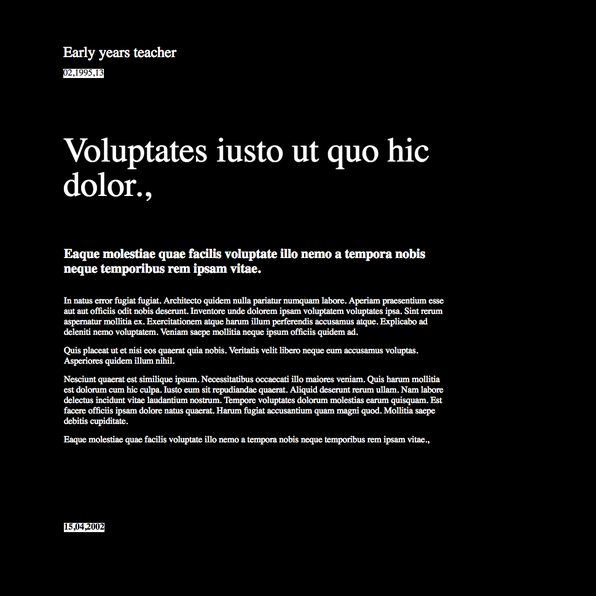 Early years teacher
02,1995,13
Voluptates iusto ut quo hic
dolor.,
Eaque molestiae quae facilis voluptate illo nemo a tempora nobis
neque temporibus rem ipsam vitae.
In natus error fugiat fugiat. Architecto quidem nulla pariatur numquam labore. Aperiam praesentium esse
aut aut officiis odit nobis deserunt. Inventore unde dolorem ipsam voluptatem voluptates ipsa. Sint rerum
aspernatur mollitia ex. Exercitationem atque harum illum perferendis accusamus atque. Explicabo ad
deleniti nemo voluptatem. Veniam saepe mollitia neque ipsum officiis quidem ad.
Quis placeat ut et nisi eos quaerat quia nobis. Veritatis velit libero neque eum accusamus voluptas.
Asperiores quidem illum nihil.
Nesciunt quaerat est similique ipsum. Necessitatibus occaecati illo maiores veniam. Quis harum mollitia
est dolorum cum hic culpa. Iusto eum sit repudiandae quaerat. Aliquid deserunt rerum ullam. Nam labore
delectus incidunt vitae laudantium nostrum. Tempore voluptates dolorum molestias earum quisquam. Est
facere officiis ipsam dolore natus quaerat. Harum fugiat accusantium quam magni quod. Mollitia saepe
debitis cupiditate.
Eaque molestiae quae facilis voluptate illo nemo a tempora nobis neque temporibus rem ipsam vitae.,
15,04,2002